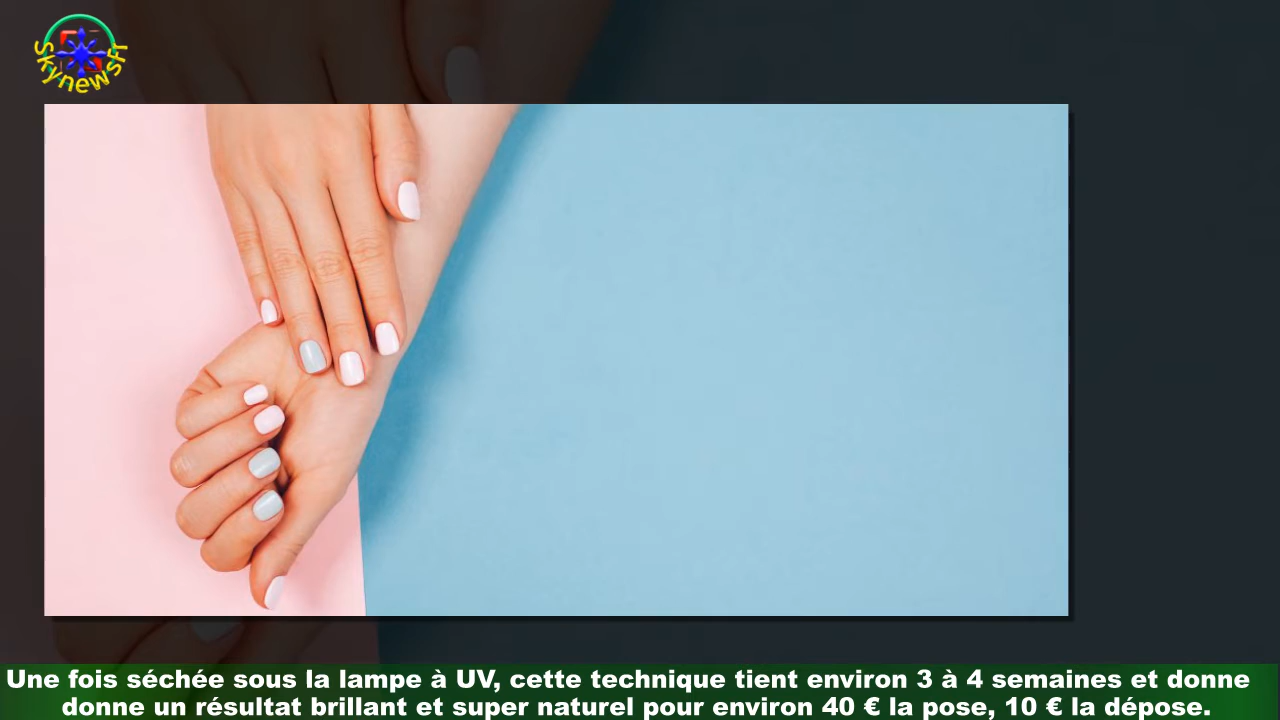 SkynewsFr
Une fois séchée sous la lampe à UV, cette technique tient environ 3 à 4 semaines et donne
donne un résultat brillant et super naturel pour environ 40 € la pose, 10 € la dépose.